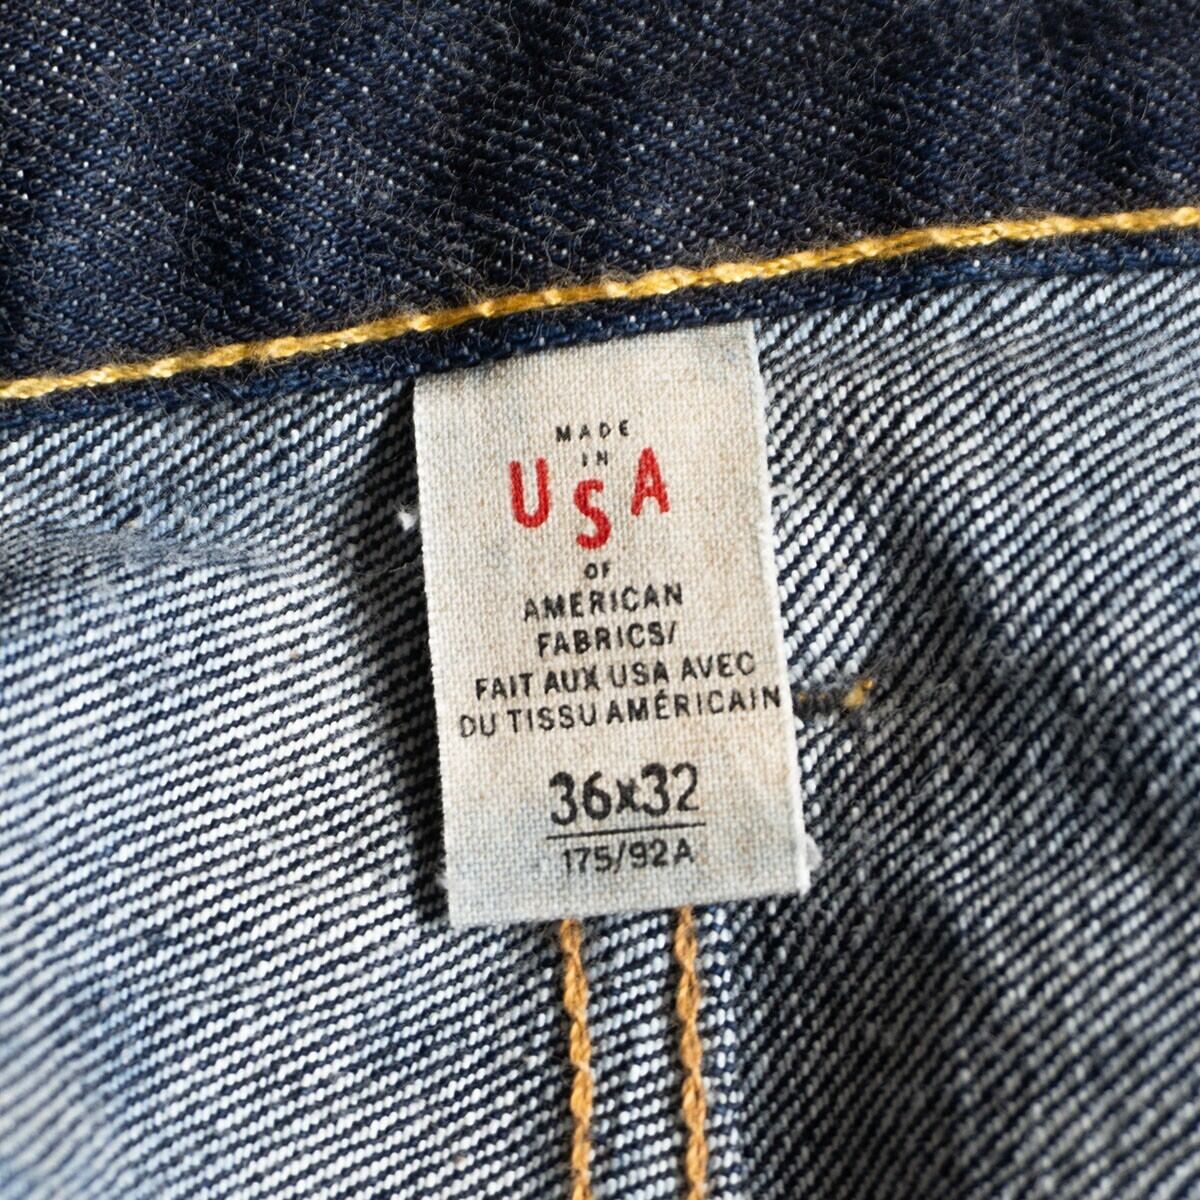 MADE
IN
USA
OF
AMERICAN
FABRICS/
FAIT AUX USA AVEC
DU TISSU AMÉRICAIN
36x32
175/92A